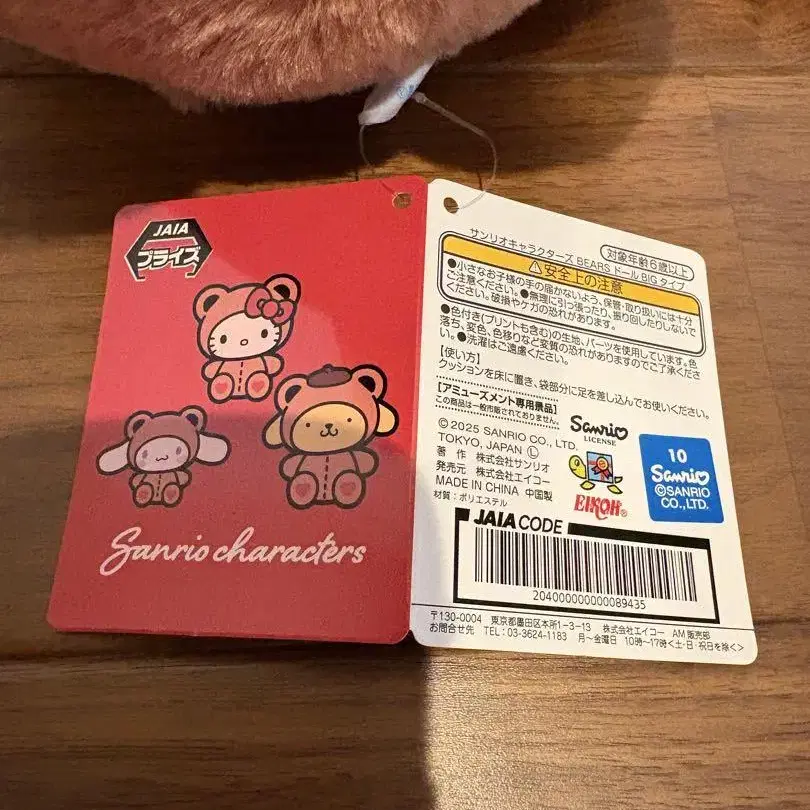 JAIA
プライズ
Sanrio characters
サンリオキャラクターズ BEARS ドール BIG タイプ
対象年齢6歳以上
⚠安全上の注意
●小さなお子様の手の届かないよう、保管・取り扱いには十分
ご注意ください。●無理に引っ張ったり、振り回したりしないで
ください。破損やケガの恐れがあります。
●色付き(プリントも含む)の生地、パーツを使用しています。色
落ち、変色、色移りなど変質の恐れがありますのでご了承くださ
い。●洗濯はご遠慮ください。
【使い方】
クッションを床に置き、袋部分に足を差し込んでお使いください。
【アミューズメント専用景品】
この商品は一般市販されておりません。
© 2025 SANRIO CO., LTD.
TOKYO, JAPAN Ⓛ
著 作 株式会社サンリオ
発売元 株式会社エイコー
MADE IN CHINA 中国製
材質:ポリエステル
Sanrio
LICENSE
EIKOH®
10
Sanrio
©SANRIO
CO.,LTD.
JAIA CODE
204000000000089435
〒130-0004 東京都墨田区本所1-3-13 株式会社エイコー AM販売部
お問合せ先 TEL:03-3624-1183 月~金曜日 10時~17時<土・日・祝日を除く>